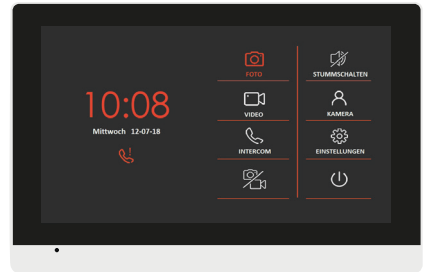 10:08
Mittwoch 12-07-18
FOTO
STUMMSCHALTEN
VIDEO
KAMERA
INTERCOM
EINSTELLUNGEN